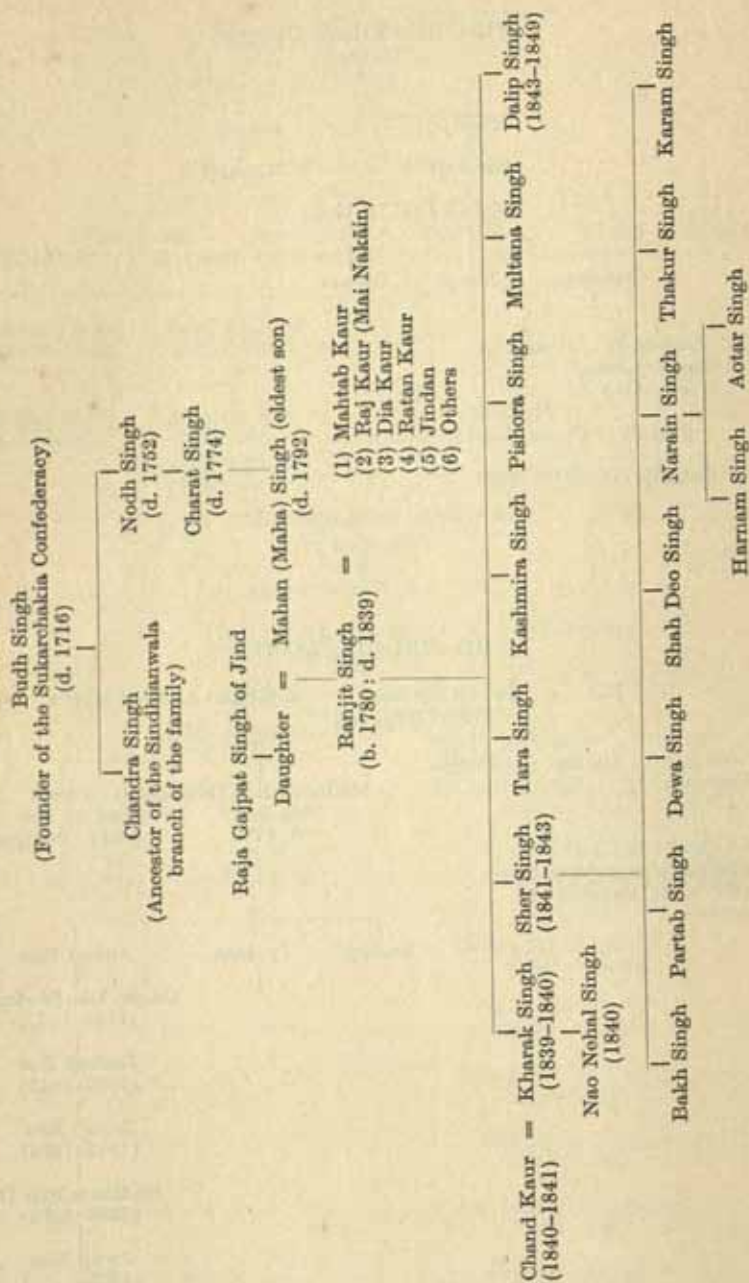 Budh Singh
(Founder of the Sukarchakia Confederacy)
(d. 1716)
Chandra Singh
(Ancestor of the Sindhianwala
branch of the family)
Nodh Singh
(d. 1752)
Charat Singh
(d. 1774)
Raja Gajpat Singh of Jind
Daughter = Mahan (Maha) Singh (eldest son)
(d. 1792)
Ranjit Singh =
(b. 1780: d. 1839)
(1) Mahtab Kaur
(2) Raj Kaur (Mai Nakāin)
(3) Dia Kaur
(4) Ratan Kaur
(5) Jindan
(6) Others
Chand Kaur = Kharak Singh Sher Singh Tara Singh Kashmira Singh Pishora Singh Multana Singh Dalip Singh
(1840–1841) (1839–1840) (1841–1843) (1843–1849)
Nao Nehal Singh
(1840)
Bakh Singh Partab Singh Dewa Singh Shah Deo Singh Narain Singh Thakur Singh Karam Singh
Harnam Singh Aotar Singh